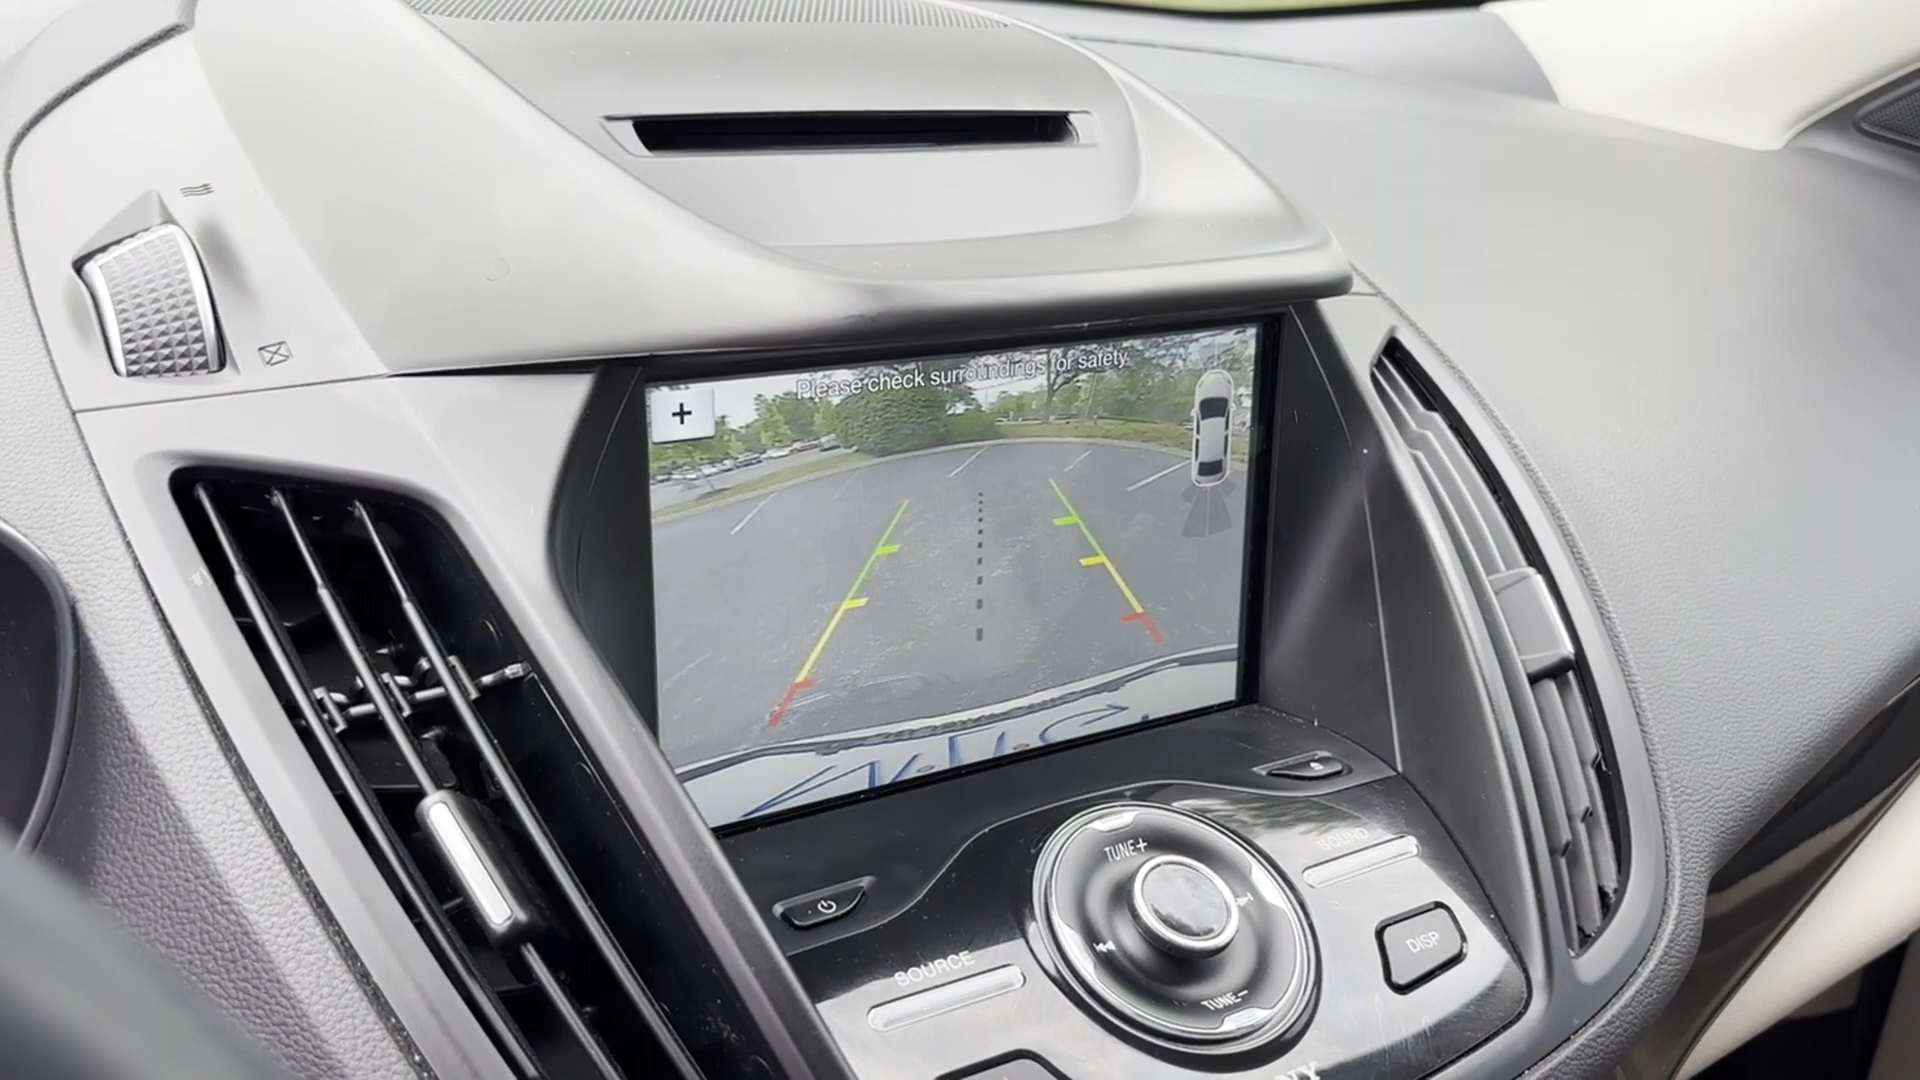 Please check surroundings for safety
+
TUNE+
SOUND
DISP
SOURCE
TUNE-